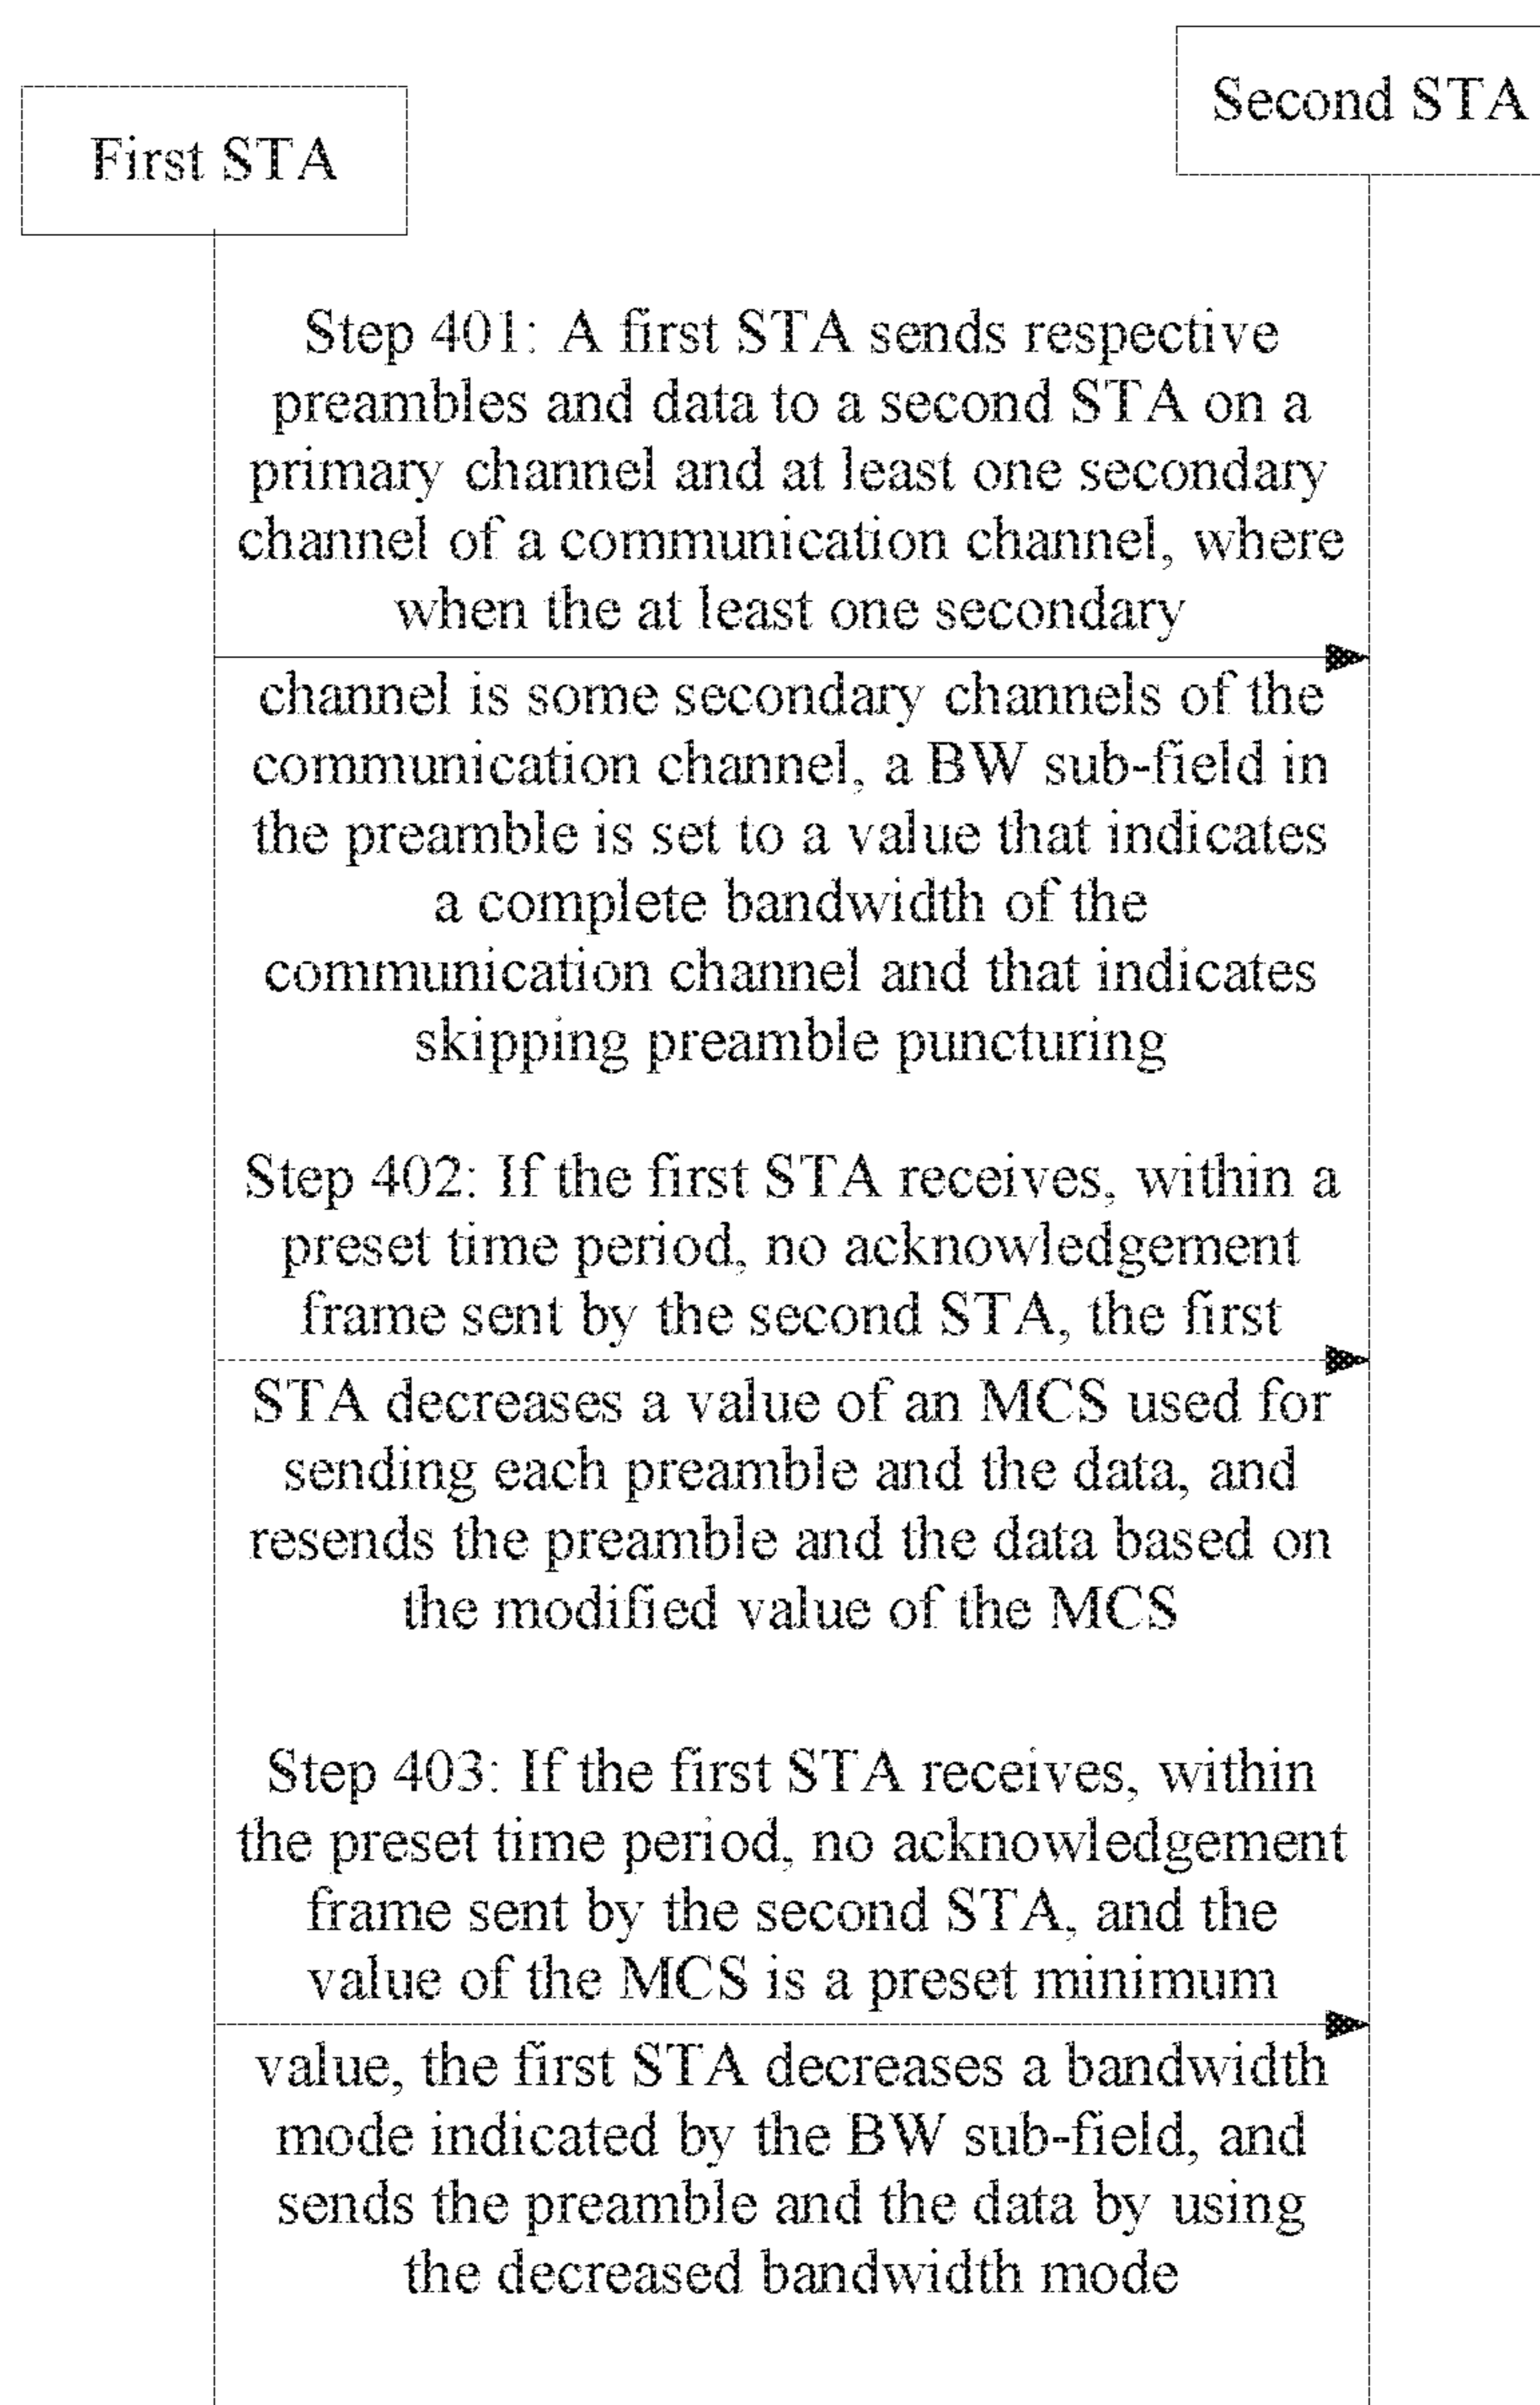 First STA
Second STA
Step 401: A first STA sends respective
preambles and data to a second STA on a
primary channel and at least one secondary
channel of a communication channel, where
when the at least one secondary
channel is some secondary channels of the
communication channel, a BW sub-field in
the preamble is set to a value that indicates
a complete bandwidth of the
communication channel and that indicates
skipping preamble puncturing
Step 402: If the first STA receives, within a
preset time period, no acknowledgement
frame sent by the second STA, the first
STA decreases a value of an MCS used for
sending each preamble and the data, and
resends the preamble and the data based on
the modified value of the MCS
Step 403: If the first STA receives, within
the preset time period, no acknowledgement
frame sent by the second STA, and the
value of the MCS is a preset minimum
value, the first STA decreases a bandwidth
mode indicated by the BW sub-field, and
sends the preamble and the data by using
the decreased bandwidth mode